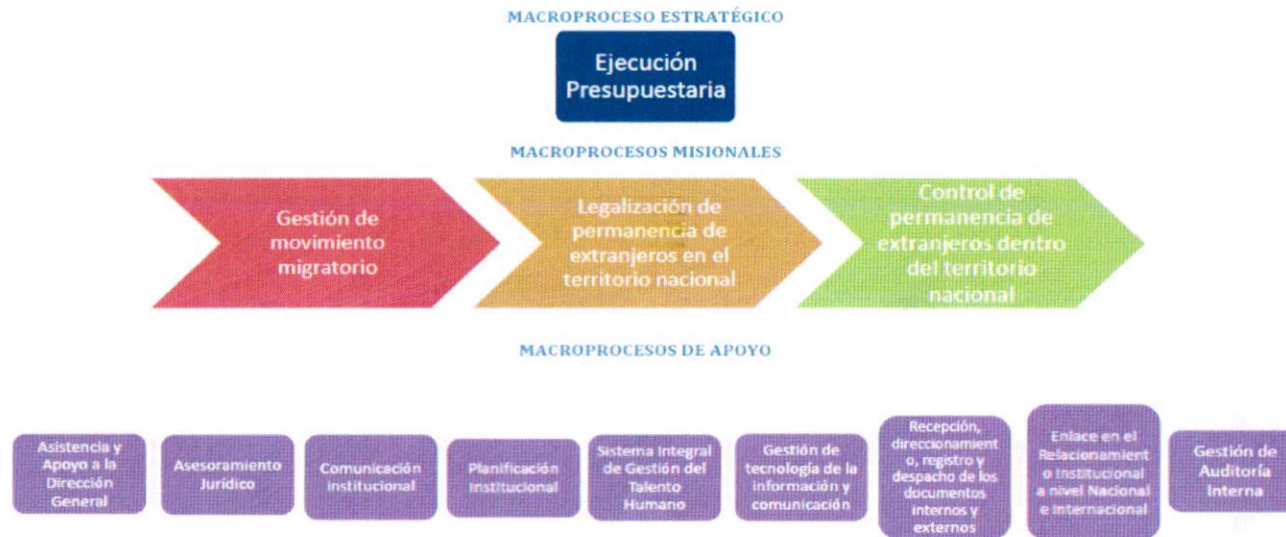 MACROPROCESO ESTRATÉGICO
Ejecución
Presupuestaria
MACROPROCESOS MISIONALES
Gestión de
movimiento
migratorio
Legalización de
permanencia de
extranjeros en el
territorio nacional
Control de
permanencia de
extranjeros dentro
del territorio
nacional
MACROPROCESOS DE APOYO
Asistencia y
Apoyo a la
Dirección
General
Asesoramiento
Jurídico
Comunicación
institucional
Planificación
Institucional
Sistema Integral
de Gestión del
Talento
Humano
Gestión de
tecnología de la
información y
comunicación
Recepción,
direccionamient
o, registro y
despacho de los
documentos
internos y
externos
Enlace en el
Relacionamient
o Institucional
a nivel Nacional
e Internacional
Gestión de
Auditoría
Interna